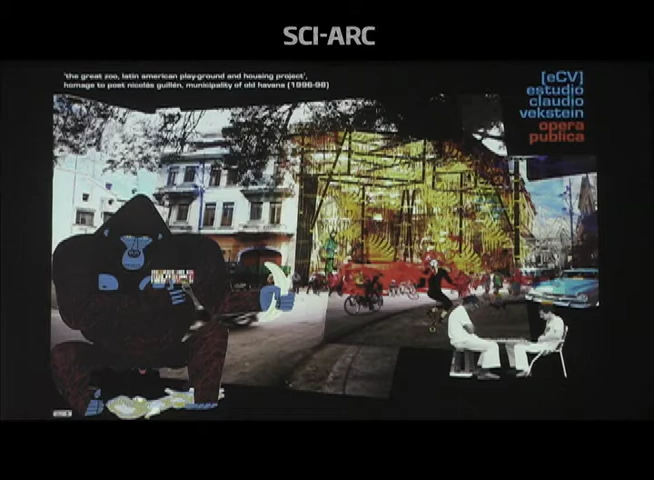 SCI-ARC
'the great zoo, latin american play-ground and housing project',
homage to poet nicolás guillén, municipality of old havana (1996-98)
[eCV]
estudio
claudio
vekstein
opera
publica